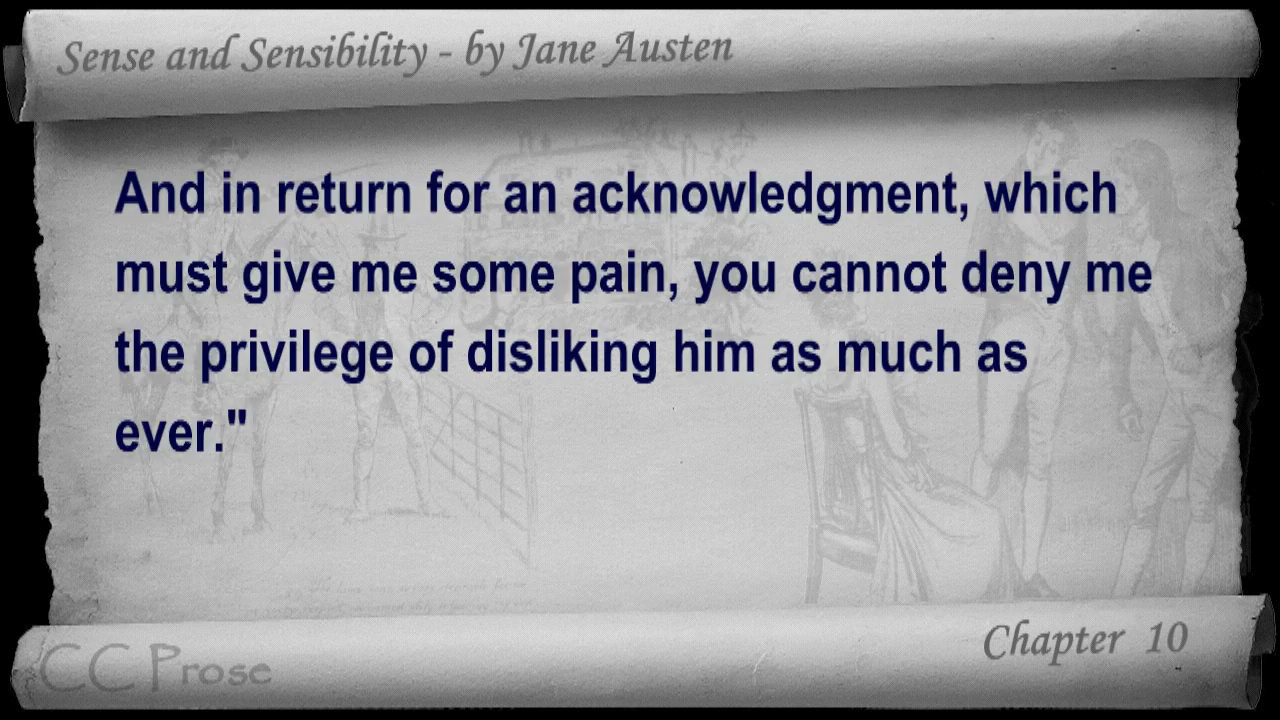 Sense and Sensibility - by Jane Austen
And in return for an acknowledgment, which
must give me some pain, you cannot deny me
the privilege of disliking him as much as
ever."
Chapter 10
CC Prose